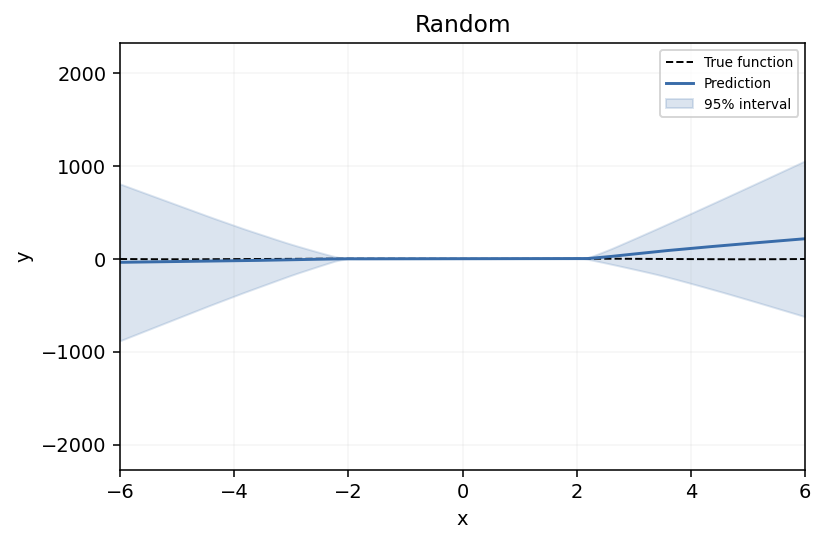 Random
2000
1000
0
−1000
−2000
y
−6
−4
−2
0
2
4
6
x
True function
Prediction
95% interval